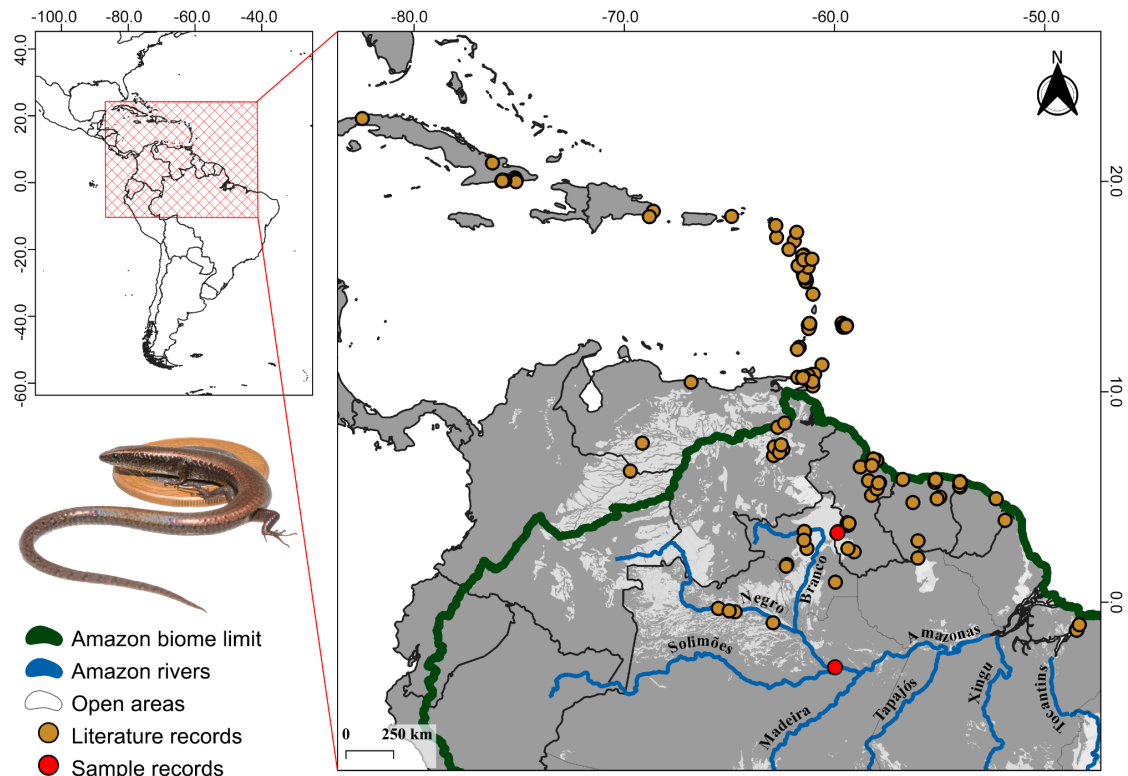 -100.0 -80.0 -60.0 -40.0
40.0
20.0
0.0
-20.0
-40.0
-60.0
-80.0 -70.0 -60.0 -50.0
N
20.0
10.0
0.0
Branco
Negro
Solimões
Amazonas
Madeira
Tapajós
Xingu
Tocantins
0 250 km
Amazon biome limit
Amazon rivers
Open areas
Literature records
Sample records